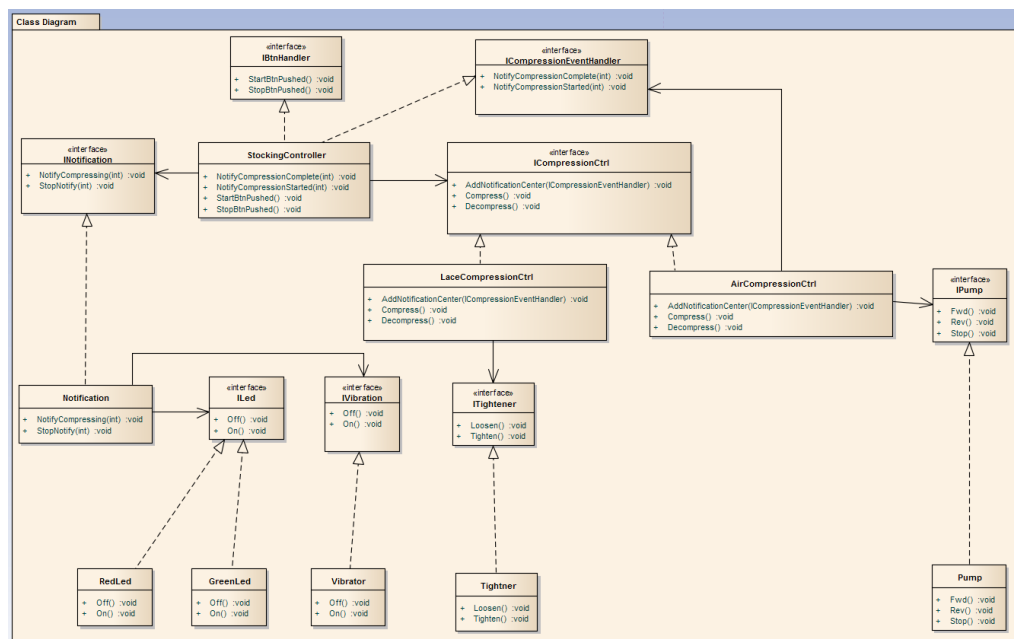 Class Diagram
«interface»
IBtnHandler
+ StartBtnPushed() :void
+ StopBtnPushed() :void
«interface»
ICompressionEventHandler
+ NotifyCompressionComplete(int) :void
+ NotifyCompressionStarted(int) :void
«interface»
INotification
+ NotifyCompressing(int) :void
+ StopNotify(int) :void
StockingController
+ NotifyCompressionComplete(int) :void
+ NotifyCompressionStarted(int) :void
+ StartBtnPushed() :void
+ StopBtnPushed() :void
«interface»
ICompressionCtrl
+ AddNotificationCenter(ICompressionEventHandler) :void
+ Compress() :void
+ Decompress() :void
LaceCompressionCtrl
+ AddNotificationCenter(ICompressionEventHandler) :void
+ Compress() :void
+ Decompress() :void
AirCompressionCtrl
+ AddNotificationCenter(ICompressionEventHandler) :void
+ Compress() :void
+ Decompress() :void
«interface»
IPump
+ Fwd() :void
+ Rev() :void
+ Stop() :void
Notification
+ NotifyCompressing(int) :void
+ StopNotify(int) :void
«interface»
ILed
+ Off() :void
+ On() :void
«interface»
IVibration
+ Off() :void
+ On() :void
«interface»
ITightener
+ Loosen() :void
+ Tighten() :void
RedLed
+ Off() :void
+ On() :void
GreenLed
+ Off() :void
+ On() :void
Vibrator
+ Off() :void
+ On() :void
Tightner
+ Loosen() :void
+ Tighten() :void
Pump
+ Fwd() :void
+ Rev() :void
+ Stop() :void